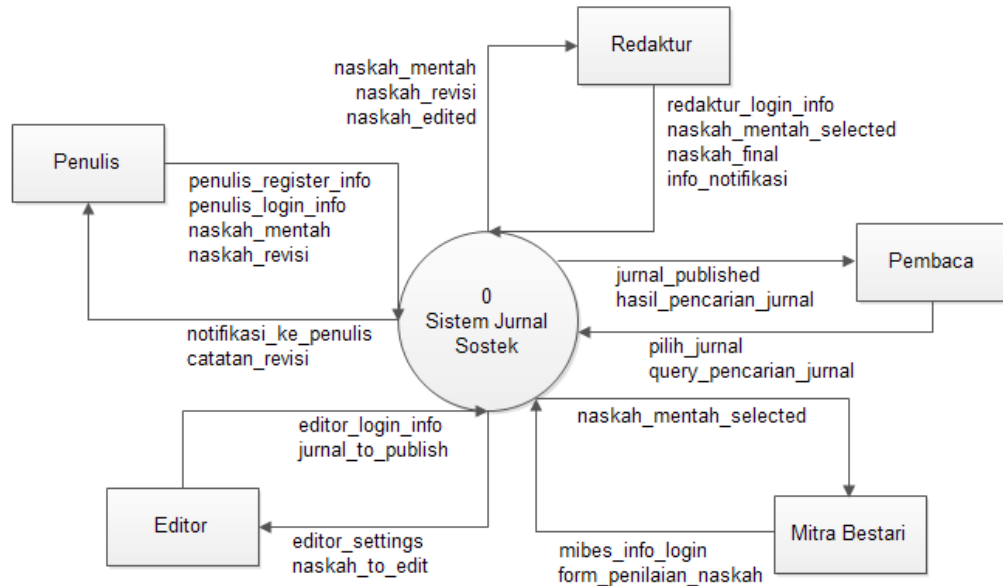 Redaktur
naskah_mentah
naskah_revisi
naskah_edited
redaktur_login_info
naskah_mentah_selected
naskah_final
info_notifikasi
Penulis
penulis_register_info
penulis_login_info
naskah_mentah
naskah_revisi
Pembaca
jurnal_published
hasil_pencarian_jurnal
0
Sistem Jurnal
Sostek
notifikasi_ke_penulis
catatan_revisi
pilih_jurnal
query_pencarian_jurnal
editor_login_info
jurnal_to_publish
naskah_mentah_selected
Editor
editor_settings
naskah_to_edit
Mitra Bestari
mibes_info_login
form_penilaian_naskah